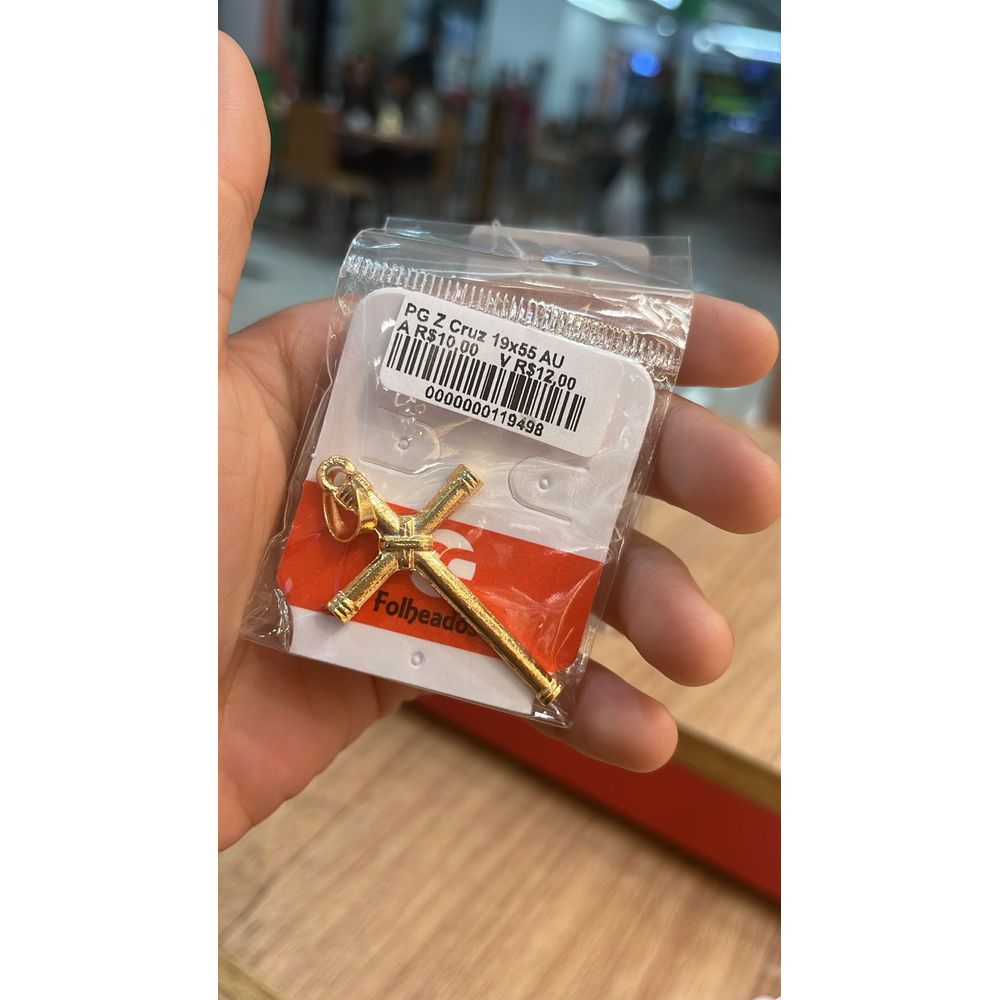 PG Z Cruz 19x55 AU
A R$10,00 V R$12,00
0000000119498
Folheados